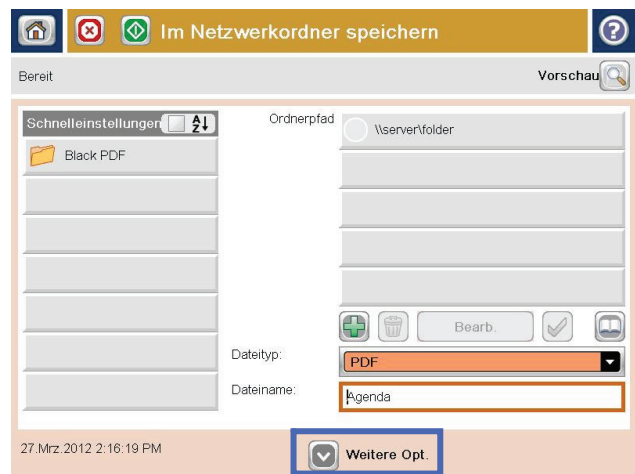 Im Netzwerkordner speichern
Bereit
Vorschau
Schnelleinstellungen
Black PDF
Ordnerpfad
\\server\folder
Bearb.
Dateityp:
PDF
Dateiname:
Agenda
27.Mrz.2012 2:16:19 PM
Weitere Opt.